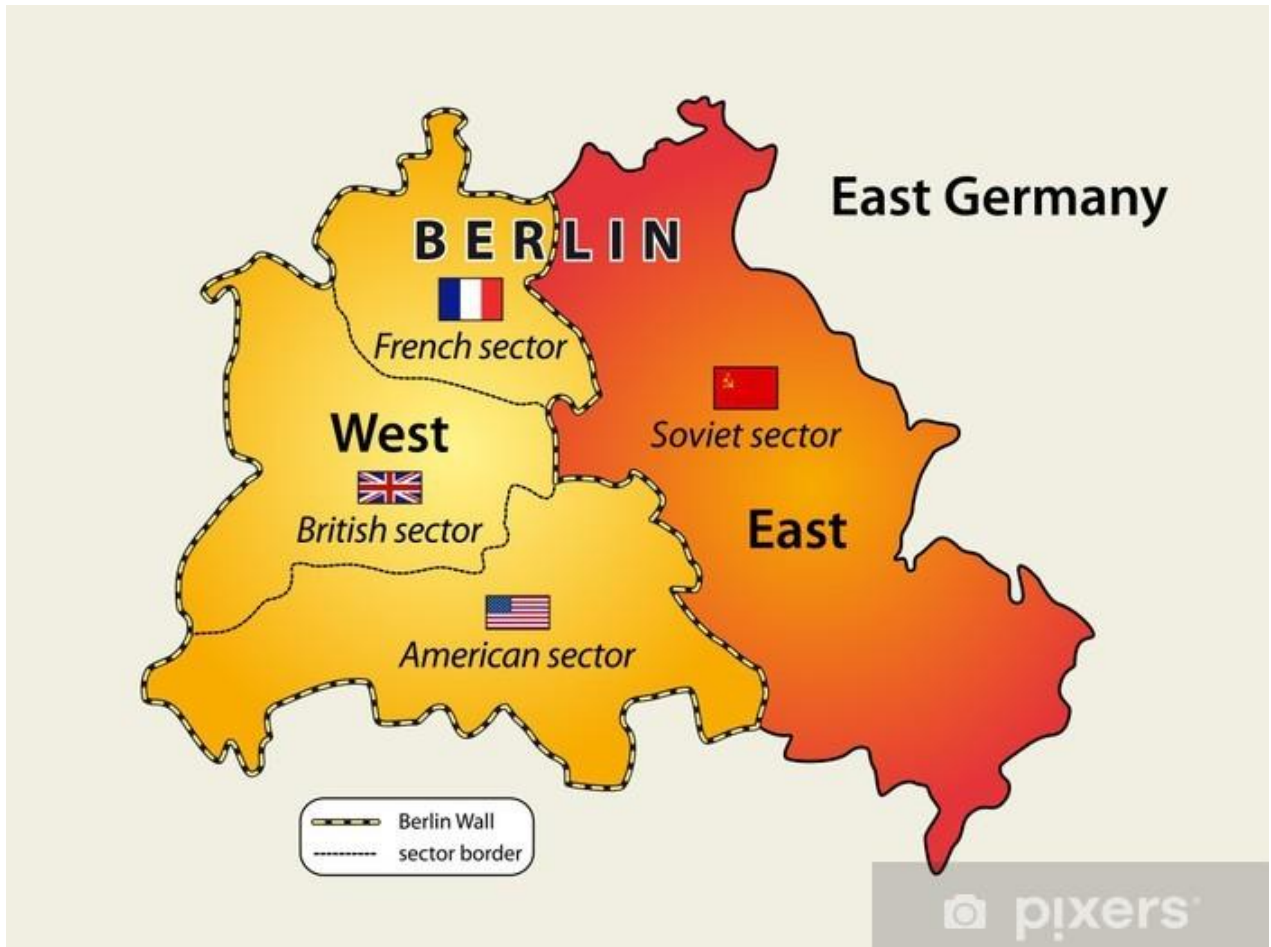 East Germany
BERLIN
French sector
West
Soviet sector
British sector
East
American sector
Berlin Wall
sector border
pixers